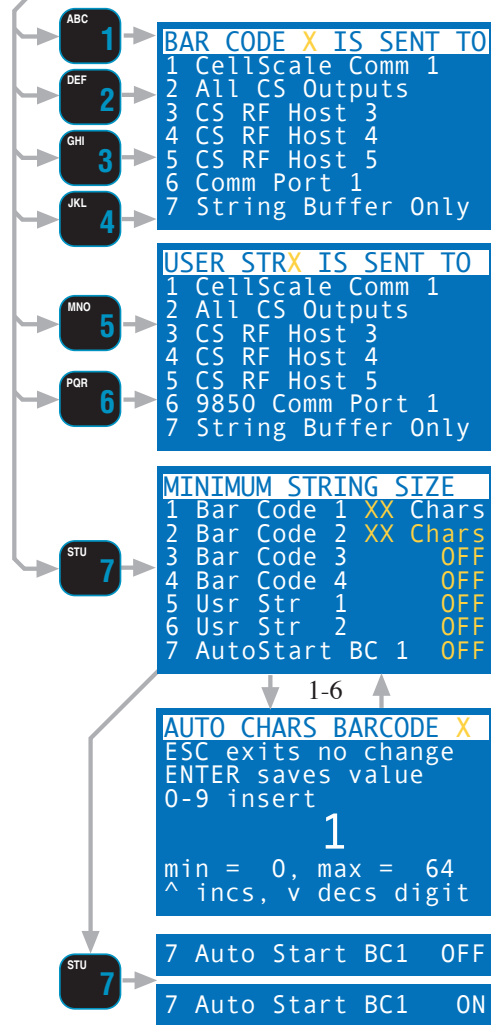 ABC
1
DEF
2
GHI
3
JKL
4
BAR CODE X IS SENT TO
1 CellScale Comm 1
2 All CS Outputs
3 CS RF Host 3
4 CS RF Host 4
5 CS RF Host 5
6 Comm Port 1
7 String Buffer Only
MNO
5
PQR
6
USER STRX IS SENT TO
1 CellScale Comm 1
2 All CS Outputs
3 CS RF Host 3
4 CS RF Host 4
5 CS RF Host 5
6 9850 Comm Port 1
7 String Buffer Only
STU
7
MINIMUM STRING SIZE
1 Bar Code 1 XX Chars
2 Bar Code 2 XX Chars
3 Bar Code 3 OFF
4 Bar Code 4 OFF
5 Usr Str 1 OFF
6 Usr Str 2 OFF
7 AutoStart BC 1 OFF
1-6
AUTO CHARS BARCODE X
ESC exits no change
ENTER saves value
0-9 insert
1
min = 0, max = 64
^ incs, v decs digit
STU
7
7 Auto Start BC1 OFF
7 Auto Start BC1 ON